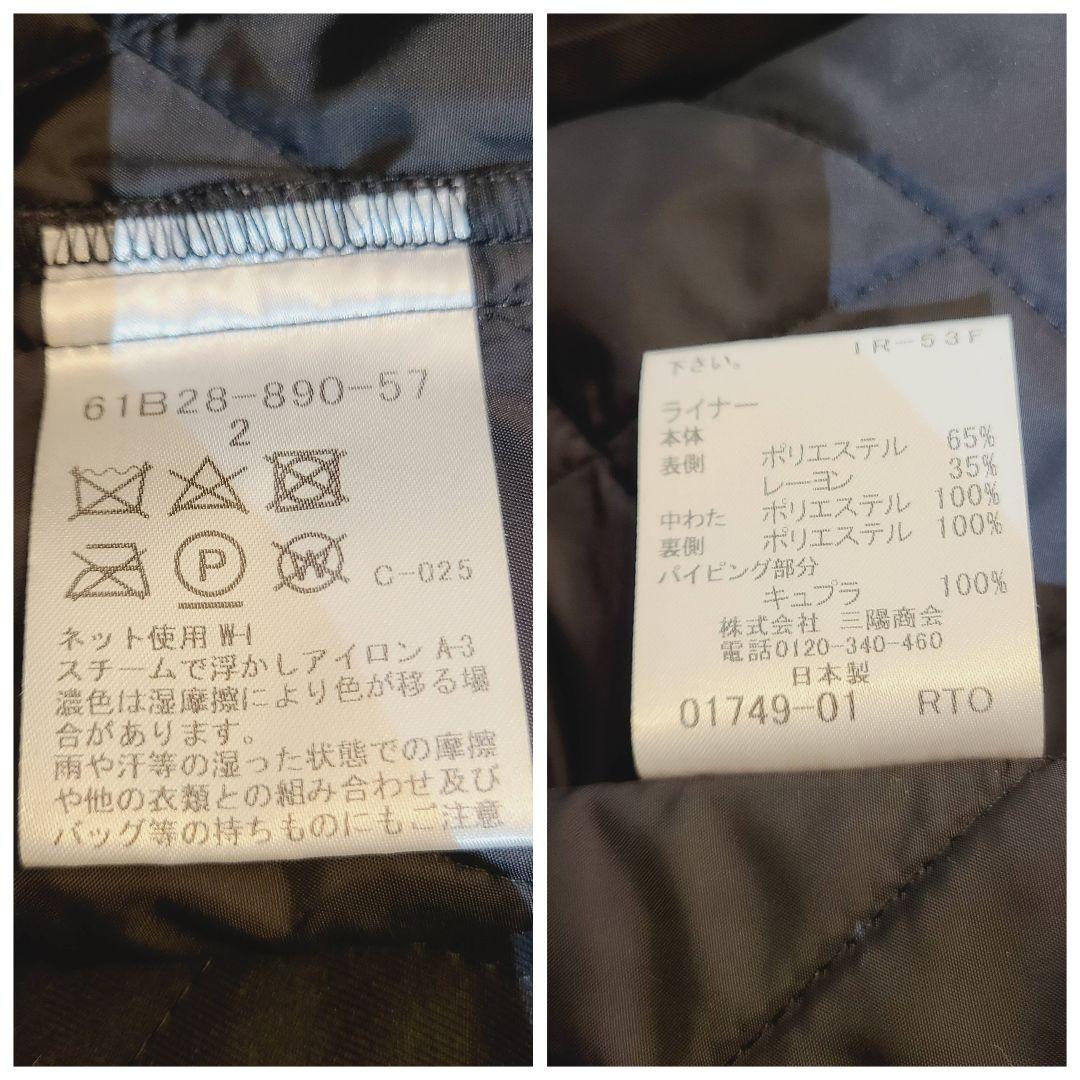 61B28-890-57
2
P
W
C-025
ネット使用 W-1
スチームで浮かしアイロン A-3
濃色は湿摩擦により色が移る場
合があります。
雨や汗等の湿った状態での摩擦
や他の衣類との組み合わせ及び
バッグ等の持ちものにもご注意
下さい。 IR-53F
ライナー
本体
表側 ポリエステル 65%
レーヨン 35%
中わた ポリエステル 100%
裏側 ポリエステル 100%
パイピング部分
キュプラ 100%
株式会社 三陽商会
電話0120-340-460
日本製
01749-01 RTO